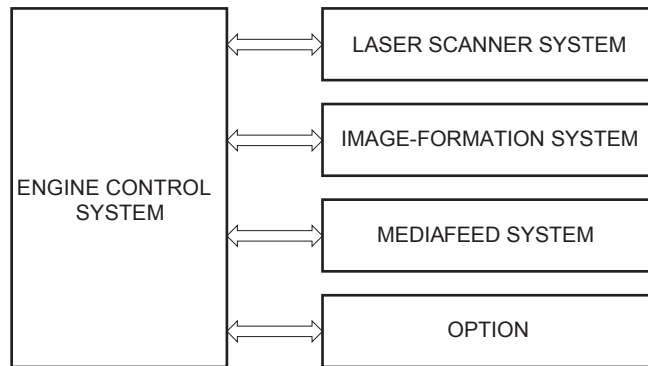 LASER SCANNER SYSTEM
IMAGE-FORMATION SYSTEM
ENGINE CONTROL
SYSTEM
MEDIAFEED SYSTEM
OPTION